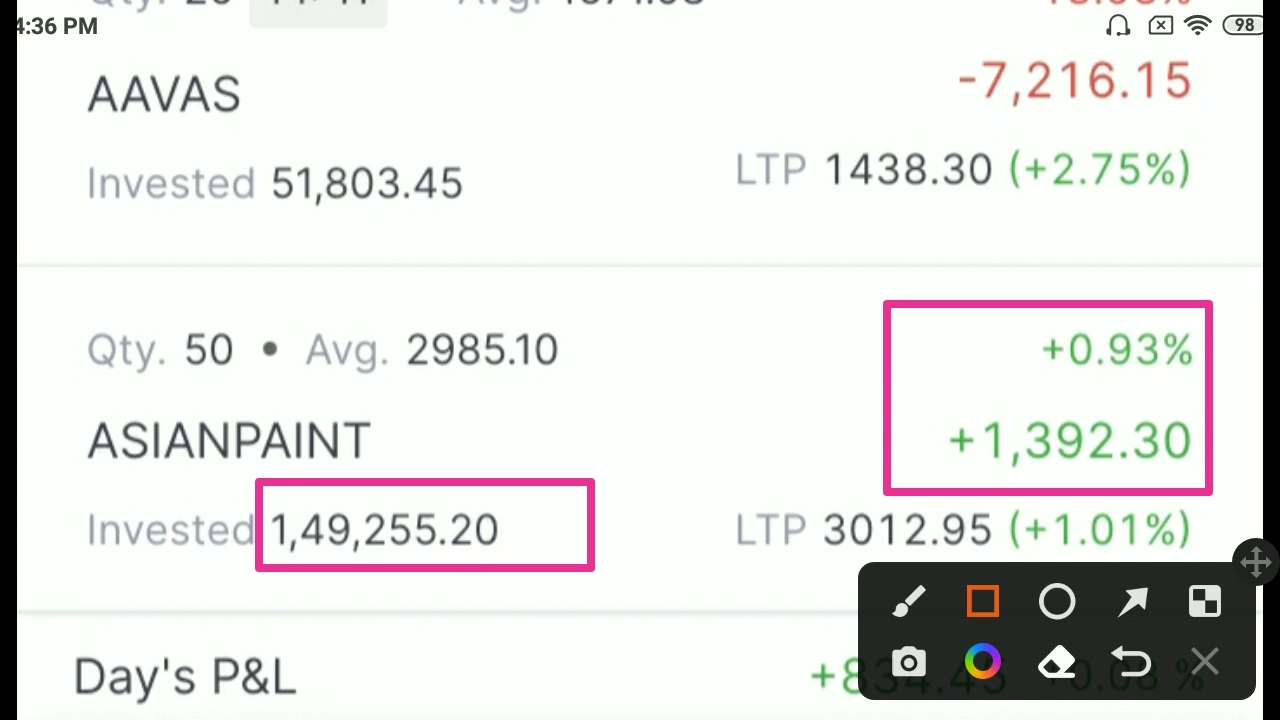 4:36 PM 98
AAVAS -7,216.15
Invested 51,803.45 LTP 1438.30 (+2.75%)
Qty. 50 • Avg. 2985.10 +0.93%
ASIANPAINT +1,392.30
Invested 1,49,255.20 LTP 3012.95 (+1.01%)
Day's P&L